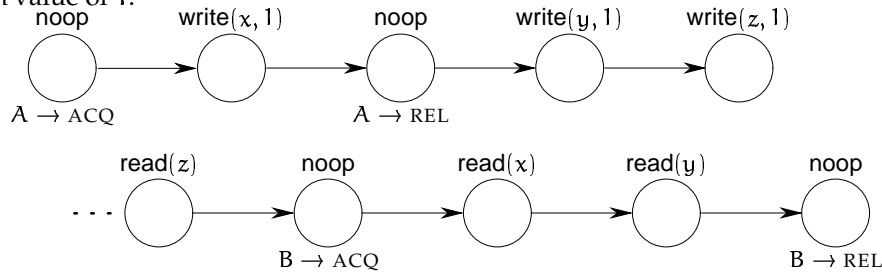 n value of 1.
noop write(x, 1) noop write(y, 1) write(z, 1)
A → ACQ A → REL
read(z) noop read(x) read(y) noop
· · ·
B → ACQ B → REL